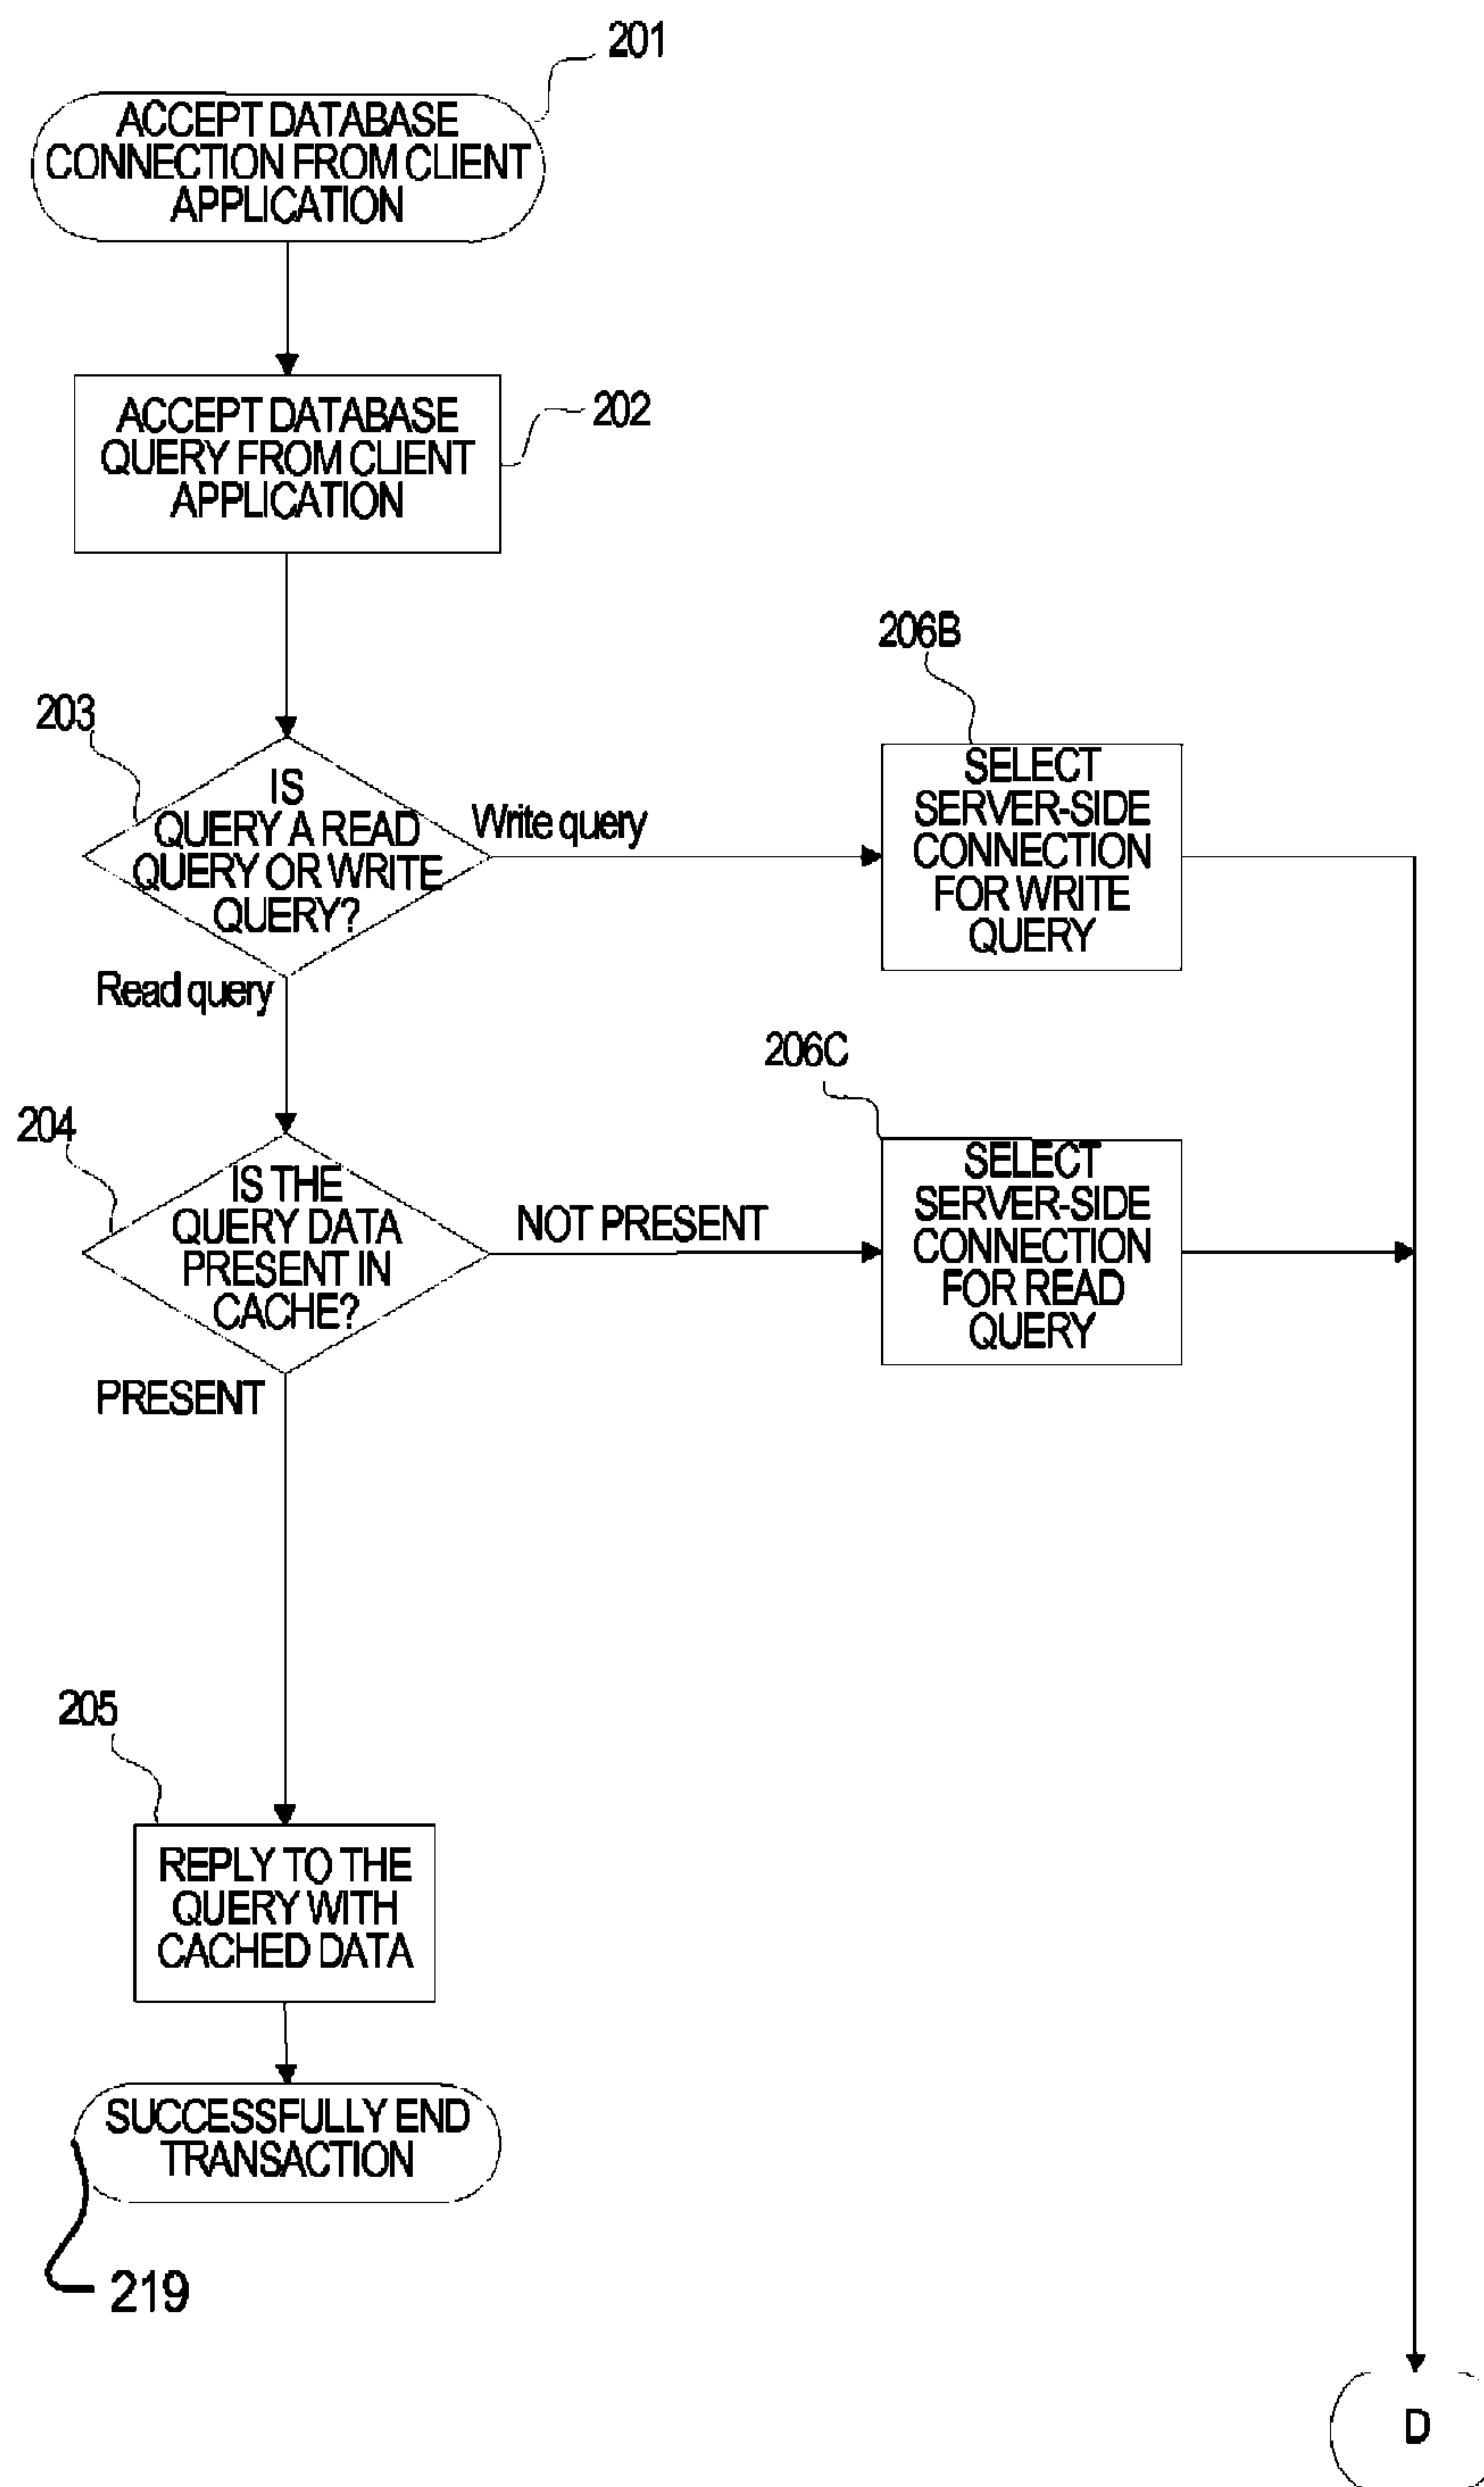 201
ACCEPT DATABASE
CONNECTION FROM CLIENT
APPLICATION
ACCEPT DATABASE
QUERY FROM CLIENT
APPLICATION
202
206B
203
IS
QUERY A READ
QUERY OR WRITE
QUERY?
Write query
SELECT
SERVER-SIDE
CONNECTION
FOR WRITE
QUERY
Read query
206C
204
IS THE
QUERY DATA
PRESENT IN
CACHE?
NOT PRESENT
SELECT
SERVER-SIDE
CONNECTION
FOR READ
QUERY
PRESENT
205
REPLY TO THE
QUERY WITH
CACHED DATA
SUCCESSFULLY END
TRANSACTION
219
D